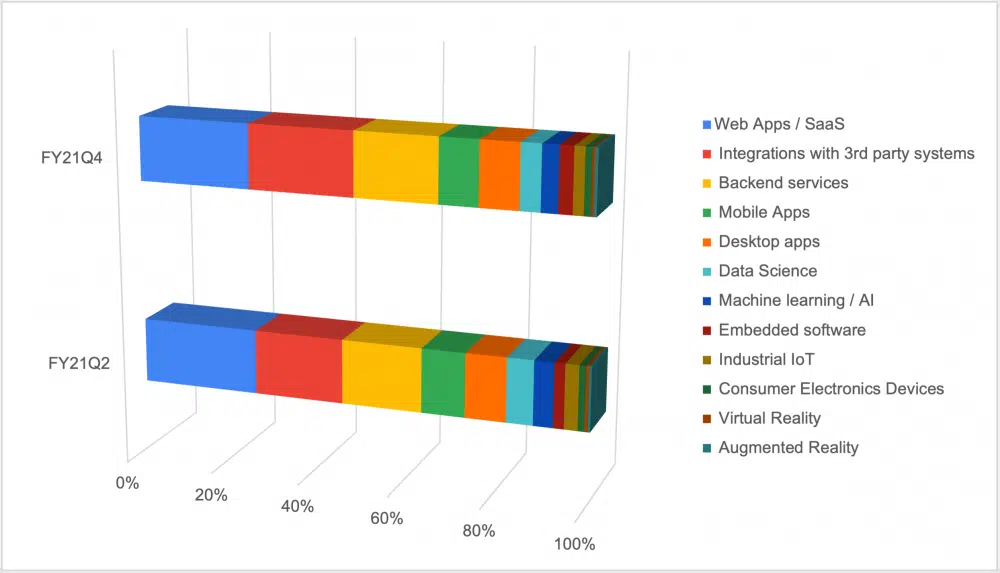 FY21Q4
FY21Q2
0%
20%
40%
60%
80%
100%
Web Apps / SaaS
Integrations with 3rd party systems
Backend services
Mobile Apps
Desktop apps
Data Science
Machine learning / AI
Embedded software
Industrial IoT
Consumer Electronics Devices
Virtual Reality
Augmented Reality